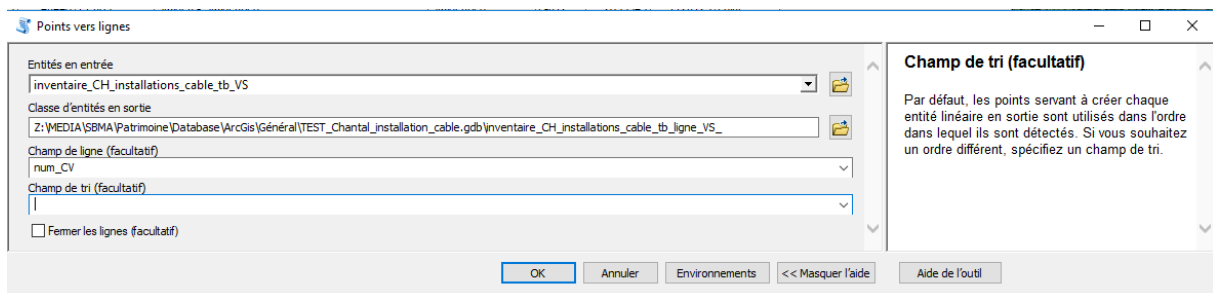 Points vers lignes
Entités en entrée
inventaire_CH_installations_cable_tb_VS
Classe d'entités en sortie
Z:\MEDIA\SBMA\Patrimoine\Database\ArcGis\Général\TEST_Chantal_installation_cable.gdb\inventaire_CH_installations_cable_tb_ligne_VS_
Champ de ligne (facultatif)
num_CV
Champ de tri (facultatif)
Fermer les lignes (facultatif)
Champ de tri (facultatif)
Par défaut, les points servant à créer chaque
entité linéaire en sortie sont utilisés dans l'ordre
dans lequel ils sont détectés. Si vous souhaitez
un ordre différent, spécifiez un champ de tri.
OK Annuler Environnements << Masquer l'aide Aide de l'outil